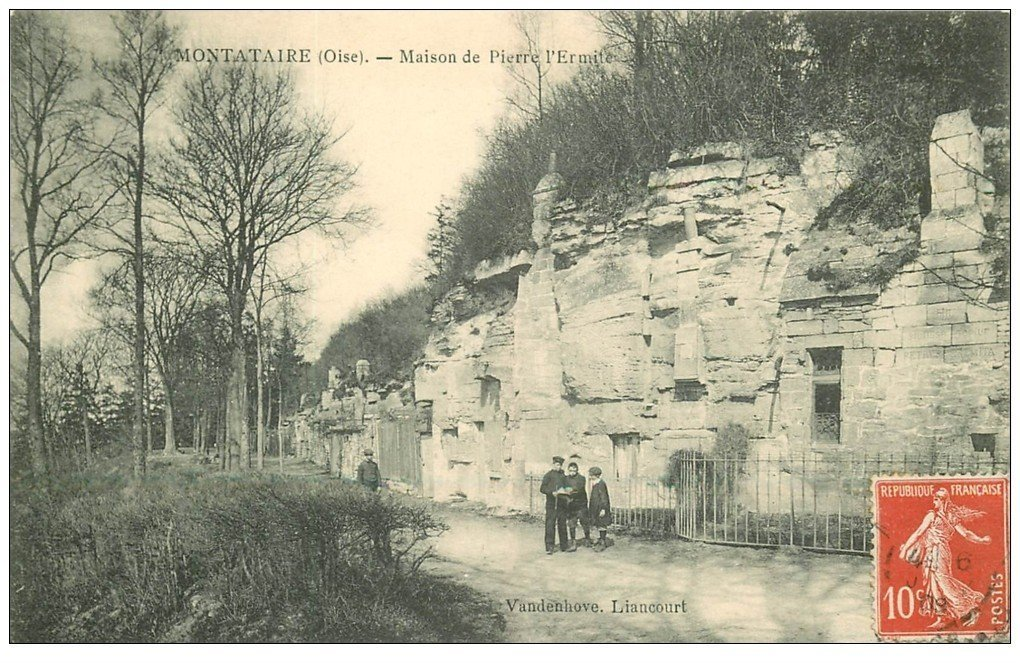 MONTATAIRE (Oise). — Maison de Pierre l'Ermite
REPUBLIQUE FRANÇAISE
10c POSTES
Vandenhove. Liancourt